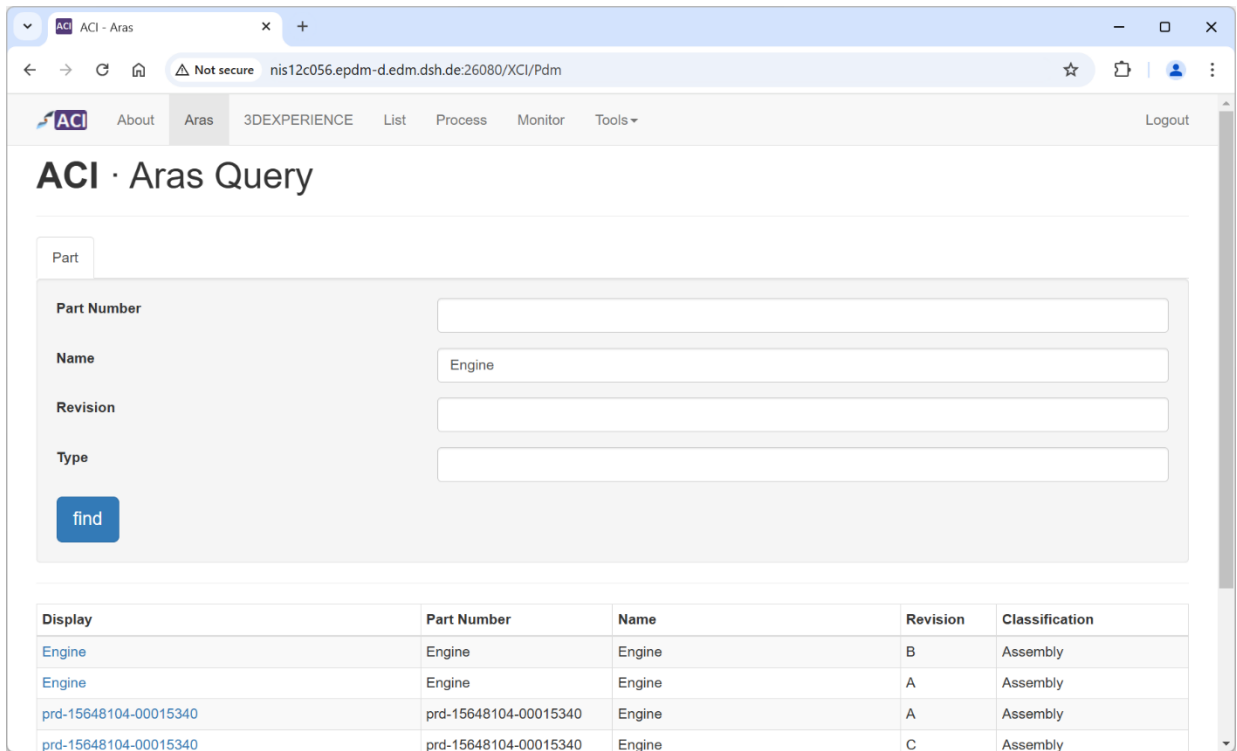 ACI ACI - Aras
Not secure nis12c056.epdm-d.edm.dsh.de:26080/XCI/Pdm
ACI About Aras 3DEXPERIENCE List Process Monitor Tools Logout
ACI · Aras Query
Part
Part Number
Name Engine
Revision
Type
find
Display Part Number Name Revision Classification
Engine Engine Engine B Assembly
Engine Engine Engine A Assembly
prd-15648104-00015340 prd-15648104-00015340 Engine A Assembly
prd-15648104-00015340 prd-15648104-00015340 Engine C Assembly